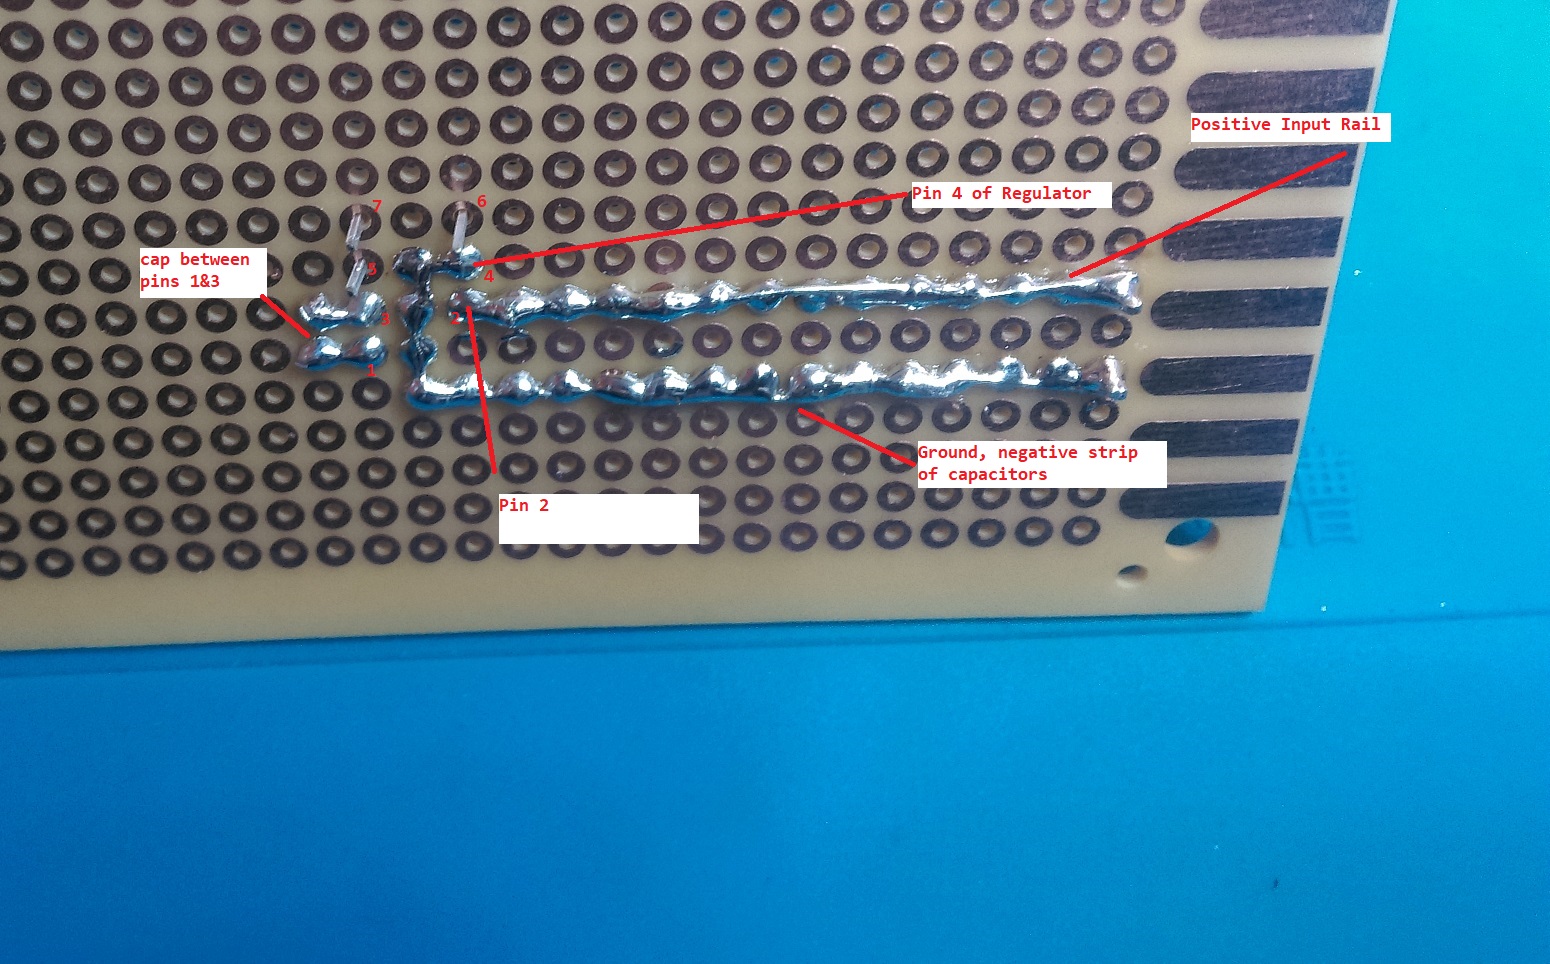 Positive Input Rail
Pin 4 of Regulator
7
6
cap between
pins 1&3
5
4
3
2
1
Ground, negative strip
of capacitors
Pin 2